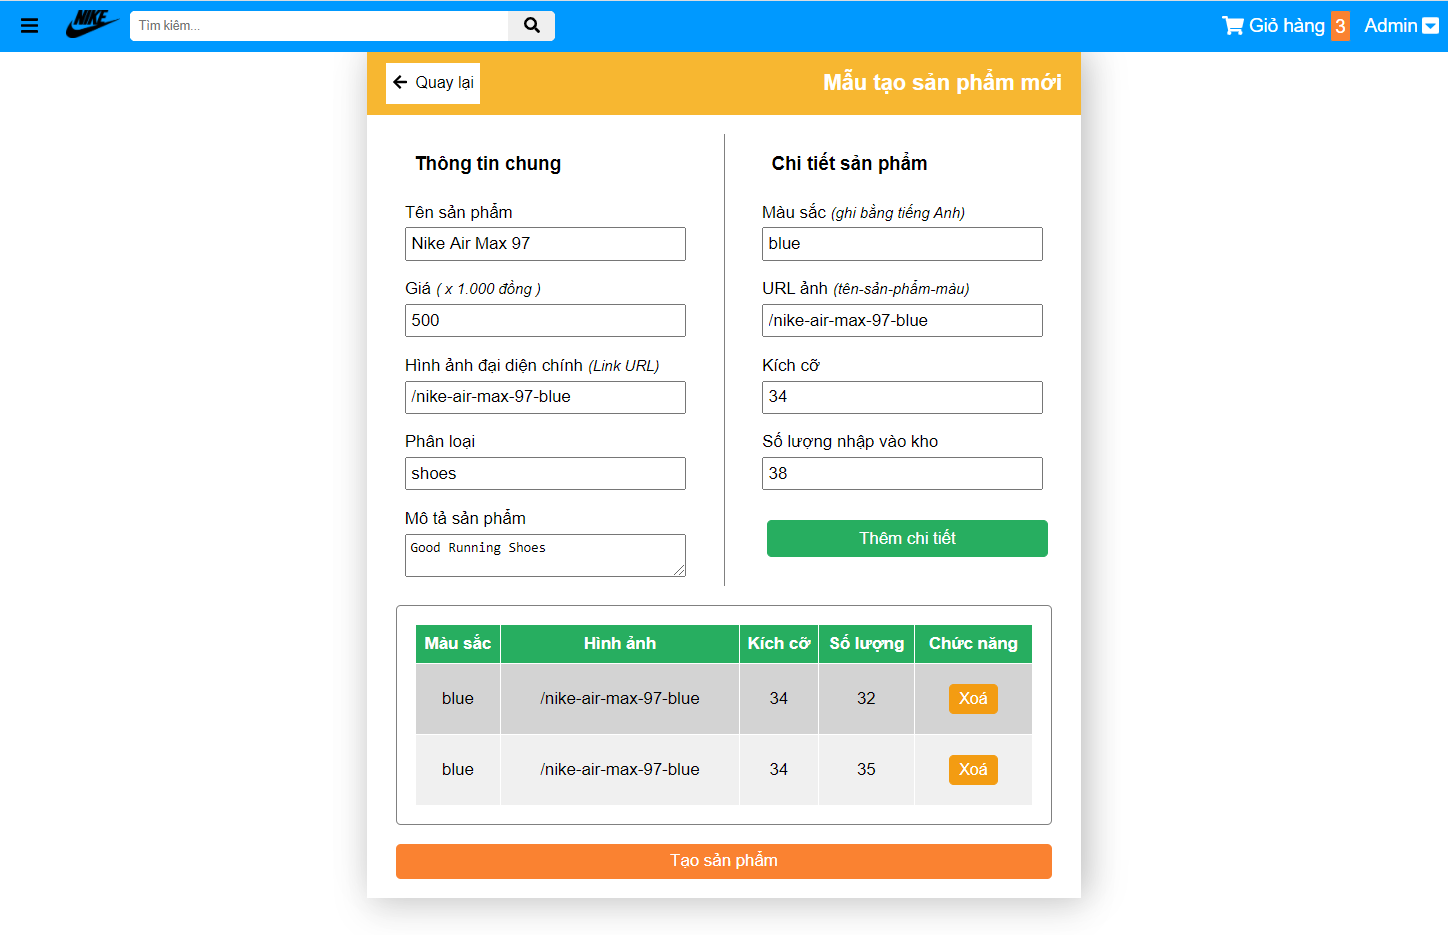 NIKE
Tìm kiếm...
Giỏ hàng 3 Admin
Quay lại
Mẫu tạo sản phẩm mới
Thông tin chung
Tên sản phẩm
Nike Air Max 97
Giá ( x 1.000 đồng )
500
Hình ảnh đại diện chính (Link URL)
/nike-air-max-97-blue
Phân loại
shoes
Mô tả sản phẩm
Good Running Shoes
Chi tiết sản phẩm
Màu sắc (ghi bằng tiếng Anh)
blue
URL ảnh (tên-sản-phẩm-màu)
/nike-air-max-97-blue
Kích cỡ
34
Số lượng nhập vào kho
38
Thêm chi tiết
Màu sắc Hình ảnh Kích cỡ Số lượng Chức năng
blue /nike-air-max-97-blue 34 32 Xoá
blue /nike-air-max-97-blue 34 35 Xoá
Tạo sản phẩm